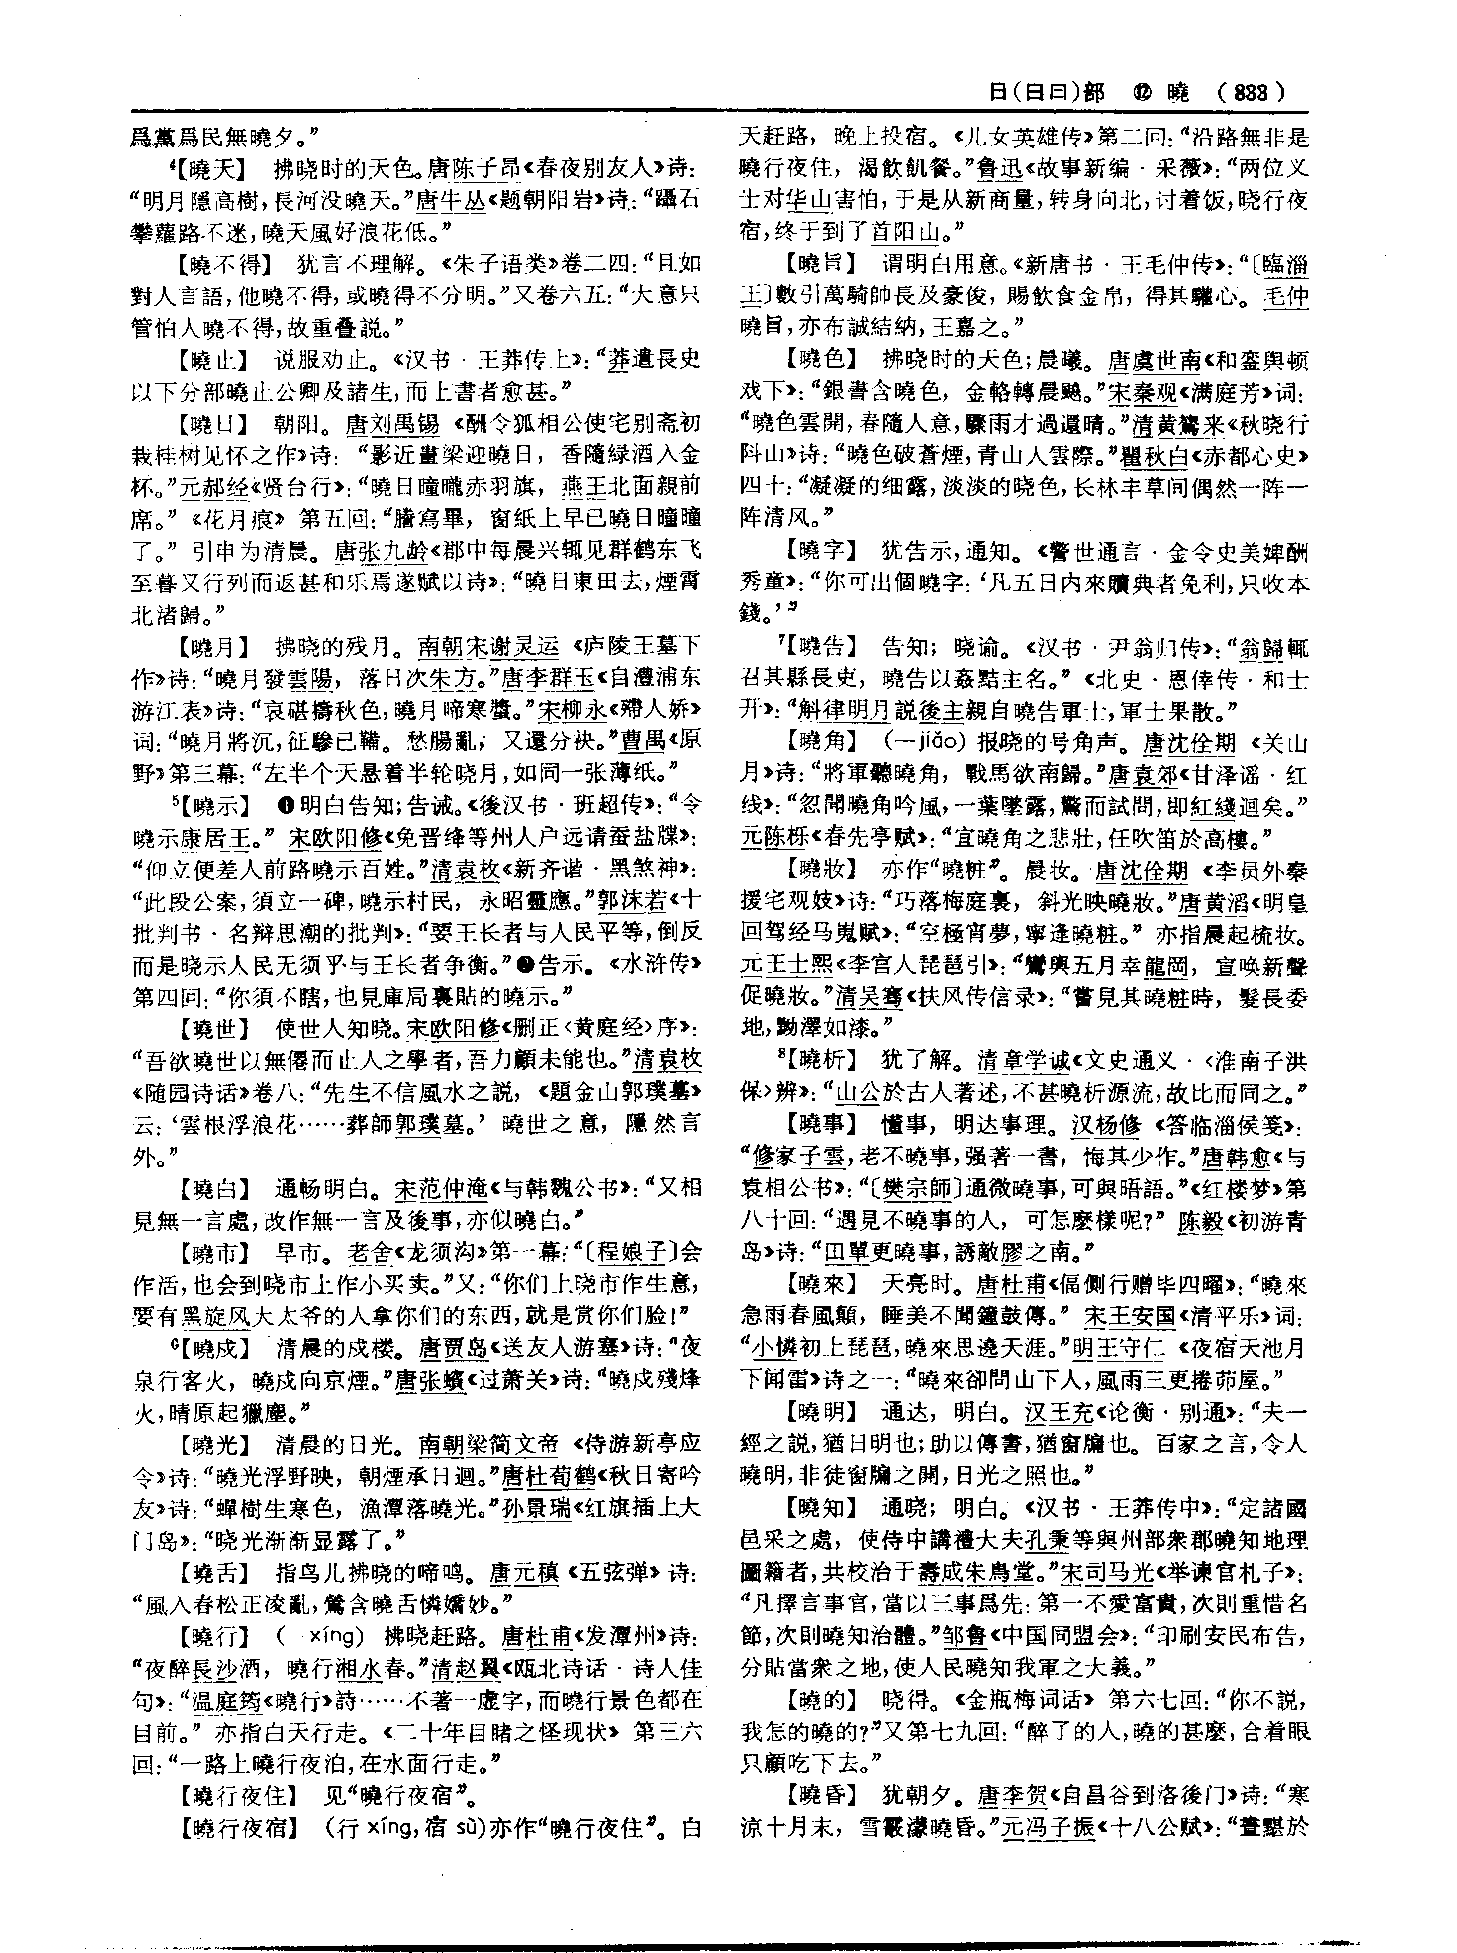 日(日曰)部 ⑫ 曉 (833)
爲黨爲民無曉夕。”
⁴【曉天】 拂晓时的天色。唐陈子昂《春夜别友人》诗：
“明月隱高樹，長河没曉天。”唐牛丛《题朝阳岩》诗：“躡石
攀蘿路不迷，曉天風好浪花低。”
【曉不得】 犹言不理解。《朱子语类》卷二四：“且如
對人言語，他曉不得，或曉得不分明。”又卷六五：“大意只
管怕人曉不得，故重叠説。”
【曉止】 说服劝止。《汉书·王莽传上》：“莽遣長史
以下分部曉止公卿及諸生，而上書者愈甚。”
【曉日】 朝阳。唐刘禹锡《酬令狐相公使宅别斋初
栽桂树见怀之作》诗：“影近畫梁迎曉日，香隨緑酒入金
杯。”元郝经《贤台行》：“曉日曈曨赤羽旗，燕王北面親前
席。”《花月痕》第五回：“謄寫畢，窗紙上早已曉日曈曈
了。”引申为清晨。唐张九龄《郡中每晨兴辄见群鹤东飞
至暮又行列而返甚和乐焉遂赋以诗》：“曉日東田去，煙霄
北渚歸。”
【曉月】 拂晓的残月。南朝宋谢灵运《庐陵王墓下
作》诗：“曉月發雲陽，落日次朱方。”唐李群玉《自澧浦东
游江表》诗：“哀碪擣秋色，曉月啼寒螿。”宋柳永《殢人娇》
词：“曉月將沉，征驂已鞴。愁腸亂，又還分袂。”曹禺《原
野》第三幕：“左半个天悬着半轮晓月，如同一张薄纸。”
⁵【曉示】 ❶明白告知；告诫。《後汉书·班超传》：“令
曉示康居王。”宋欧阳修《免晋绛等州人户远请蚕盐牒》：
“仰立便差人前路曉示百姓。”清袁枚《新齐谐·黑煞神》：
“此段公案，須立一碑，曉示村民，永昭靈應。”郭沫若《十
批判书·名辩思潮的批判》：“要王长者与人民平等，倒反
而是晓示人民无须乎与王长者争衡。”❷告示。《水浒传》
第四回：“你須不瞎，也見庫局裏貼的曉示。”
【曉世】 使世人知晓。宋欧阳修《删正〈黄庭经〉序》：
“吾欲曉世以無僊而止人之學者，吾力顧未能也。”清袁枚
《随园诗话》卷八：“先生不信風水之説，《題金山郭璞墓》
云：‘雲根浮浪花……葬師郭璞墓。’曉世之意，隱然言
外。”
【曉白】 通畅明白。宋范仲淹《与韩魏公书》：“又相
見無一言處，改作無一言及後事，亦似曉白。”
【曉市】 早市。老舍《龙须沟》第一幕：“〔程娘子〕会
作活，也会到晓市上作小买卖。”又：“你们上晓市作生意，
要有黑旋风大太爷的人拿你们的东西，就是赏你们脸！”
⁶【曉戍】 清晨的戍楼。唐贾岛《送友人游塞》诗：“夜
泉行客火，曉戍向京煙。”唐张蠙《过萧关》诗：“曉戍殘烽
火，晴原起獵塵。”
【曉光】 清晨的日光。南朝梁简文帝《侍游新亭应
令》诗：“曉光浮野映，朝煙承日迴。”唐杜荀鹤《秋日寄吟
友》诗：“蟬樹生寒色，漁潭落曉光。”孙景瑞《红旗插上大
门岛》：“晓光渐渐显露了。”
【曉舌】 指鸟儿拂晓的啼鸣。唐元稹《五弦弹》诗：
“風入春松正凌亂，鶯含曉舌憐嬌妙。”
【曉行】 ( xíng) 拂晓赶路。唐杜甫《发潭州》诗：
“夜醉長沙酒，曉行湘水春。”清赵翼《瓯北诗话·诗人佳
句》：“温庭筠《曉行》詩……不著一虚字，而曉行景色都在
目前。”亦指白天行走。《二十年目睹之怪现状》第三六
回：“一路上曉行夜泊，在水面行走。”
【曉行夜住】 见“曉行夜宿”。
【曉行夜宿】 (行 xíng，宿 sù)亦作“曉行夜住”。白
天赶路，晚上投宿。《儿女英雄传》第二回：“沿路無非是
曉行夜住，渴飲飢餐。”鲁迅《故事新编·采薇》：“两位义
士对华山害怕，于是从新商量，转身向北，讨着饭，晓行夜
宿，终于到了首阳山。”
【曉旨】 谓明白用意。《新唐书·王毛仲传》：“〔臨淄
王〕數引萬騎帥長及豪俊，賜飲食金帛，得其驩心。毛仲
曉旨，亦布誠結納，王嘉之。”
【曉色】 拂晓时的天色；晨曦。唐虞世南《和銮舆顿
戏下》：“銀書含曉色，金輅轉晨飈。”宋秦观《满庭芳》词：
“曉色雲開，春隨人意，驟雨才過還晴。”清黄鷟来《秋晓行
阧山》诗：“曉色破蒼煙，青山入雲際。”瞿秋白《赤都心史》
四十：“凝凝的细露，淡淡的晓色，长林丰草间偶然一阵一
阵清风。”
【曉字】 犹告示，通知。《警世通言·金令史美婢酬
秀童》：“你可出個曉字：‘凡五日内來贖典者免利，只收本
錢。’”
⁷【曉告】 告知；晓谕。《汉书·尹翁归传》：“翁歸輒
召其縣長吏，曉告以姦黠主名。”《北史·恩倖传·和士
开》：“斛律明月説後主親自曉告軍士，軍士果散。”
【曉角】 (—jiǎo) 报晓的号角声。唐沈佺期《关山
月》诗：“將軍聽曉角，戰馬欲南歸。”唐袁郊《甘泽谣·红
线》：“忽聞曉角吟風，一葉墜露，驚而試問，即紅綫迴矣。”
元陈栎《春先亭赋》：“宜曉角之悲壯，任吹笛於高樓。”
【曉妝】 亦作“曉粧”。晨妆。唐沈佺期《李员外秦
援宅观妓》诗：“巧落梅庭裏，斜光映曉妝。”唐黄滔《明皇
回驾经马嵬赋》：“空極宵夢，寧逢曉粧。”亦指晨起梳妆。
元王士熙《李宫人琵琶引》：“鸞輿五月幸龍岡，宣唤新聲
促曉妝。”清吴骞《扶风传信录》：“嘗見其曉粧時，髮長委
地，黝澤如漆。”
⁸【曉析】 犹了解。清章学诚《文史通义·〈淮南子洪
保〉辨》：“山公於古人著述，不甚曉析源流，故比而同之。”
【曉事】 懂事，明达事理。汉杨修《答临淄侯笺》：
“修家子雲，老不曉事，强著一書，悔其少作。”唐韩愈《与
袁相公书》：“〔樊宗師〕通微曉事，可與晤語。”《红楼梦》第
八十回：“遇見不曉事的人，可怎麽樣呢？”陈毅《初游青
岛》诗：“田單更曉事，誘敵膠之南。”
【曉來】 天亮时。唐杜甫《偪侧行赠毕四曜》：“曉來
急雨春風顛，睡美不聞鐘鼓傳。”宋王安国《清平乐》词：
“小憐初上琵琶，曉來思遶天涯。”明王守仁《夜宿天池月
下闻雷》诗之一：“曉來卻問山下人，風雨三更捲茆屋。”
【曉明】 通达，明白。汉王充《论衡·别通》：“夫一
經之説，猶日明也；助以傳書，猶窗牖也。百家之言，令人
曉明，非徒窗牖之開，日光之照也。”
【曉知】 通晓；明白。《汉书·王莽传中》：“定諸國
邑采之處，使侍中講禮大夫孔秉等與州部衆郡曉知地理
圖籍者，共校治于壽成朱鳥堂。”宋司马光《举谏官札子》：
“凡擇言事官，當以三事爲先：第一不愛富貴，次則重惜名
節，次則曉知治體。”邹鲁《中国同盟会》：“印刷安民布告，
分貼當衆之地，使人民曉知我軍之大義。”
【曉的】 晓得。《金瓶梅词话》第六七回：“你不説，
我怎的曉的？”又第七九回：“醉了的人，曉的甚麽，合着眼
只顧吃下去。”
【曉昏】 犹朝夕。唐李贺《自昌谷到洛後门》诗：“寒
涼十月末，雪霰濛曉昏。”元冯子振《十八公赋》：“晝黮於